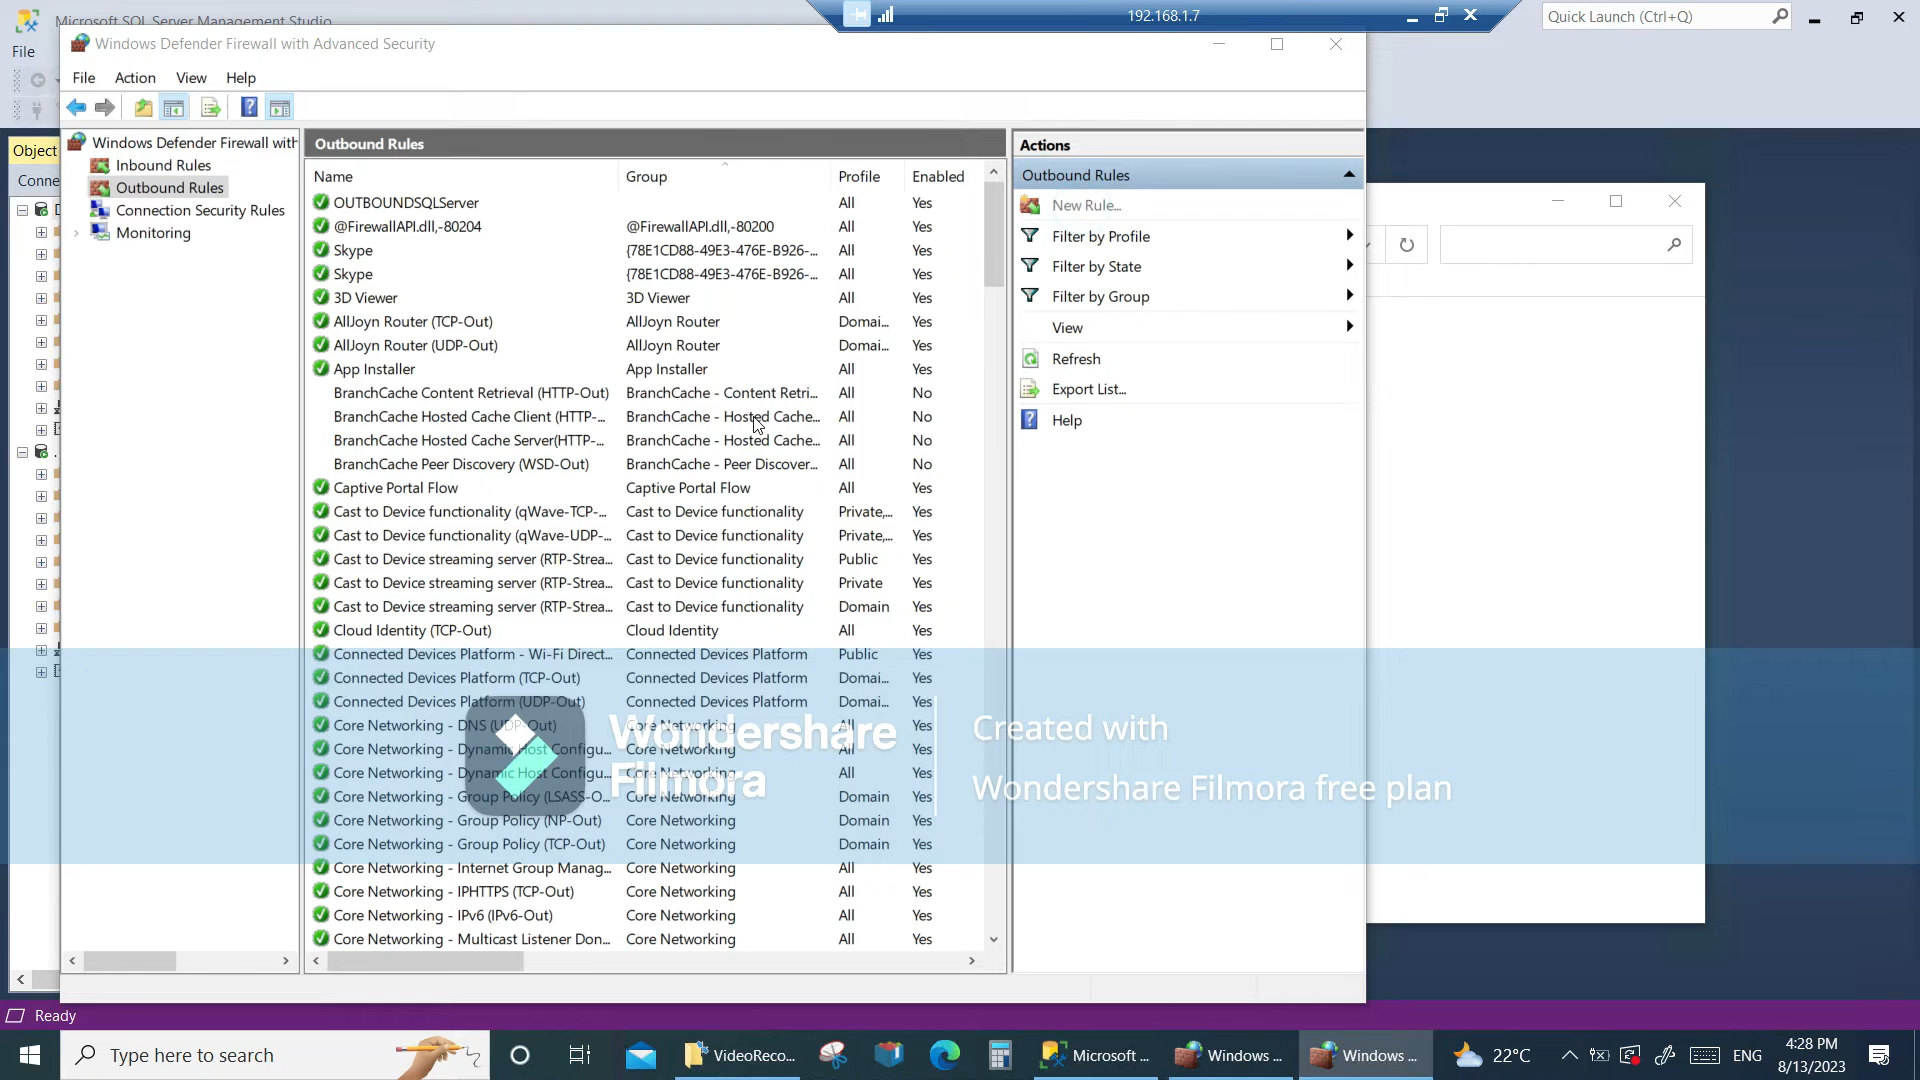 Microsoft SQL Server Management Studio
192.168.1.7
Quick Launch (Ctrl+Q)
File
Windows Defender Firewall with Advanced Security
File Action View Help
Object
Conne
Windows Defender Firewall with
Inbound Rules
Outbound Rules
Connection Security Rules
Monitoring
Outbound Rules
Name Group Profile Enabled
OUTBOUNDSQLServer All Yes
@FirewallAPI.dll,-80204 @FirewallAPI.dll,-80200 All Yes
Skype {78E1CD88-49E3-476E-B926-... All Yes
Skype {78E1CD88-49E3-476E-B926-... All Yes
3D Viewer 3D Viewer All Yes
AllJoyn Router (TCP-Out) AllJoyn Router Domai... Yes
AllJoyn Router (UDP-Out) AllJoyn Router Domai... Yes
App Installer App Installer All Yes
BranchCache Content Retrieval (HTTP-Out) BranchCache - Content Retri... All No
BranchCache Hosted Cache Client (HTTP-... BranchCache - Hosted Cache... All No
BranchCache Hosted Cache Server(HTTP-... BranchCache - Hosted Cache... All No
BranchCache Peer Discovery (WSD-Out) BranchCache - Peer Discover... All No
Captive Portal Flow Captive Portal Flow All Yes
Cast to Device functionality (qWave-TCP-... Cast to Device functionality Private,... Yes
Cast to Device functionality (qWave-UDP-... Cast to Device functionality Private,... Yes
Cast to Device streaming server (RTP-Strea... Cast to Device functionality Public Yes
Cast to Device streaming server (RTP-Strea... Cast to Device functionality Private Yes
Cast to Device streaming server (RTP-Strea... Cast to Device functionality Domain Yes
Cloud Identity (TCP-Out) Cloud Identity All Yes
Connected Devices Platform - Wi-Fi Direct... Connected Devices Platform Public Yes
Connected Devices Platform (TCP-Out) Connected Devices Platform Domai... Yes
Connected Devices Platform (UDP-Out) Connected Devices Platform Domai... Yes
Core Networking - DNS (UDP-Out) Core Networking All Yes
Core Networking - Dynamic Host Configu... Core Networking All Yes
Core Networking - Dynamic Host Configu... Core Networking All Yes
Core Networking - Group Policy (LSASS-O... Core Networking Domain Yes
Core Networking - Group Policy (NP-Out) Core Networking Domain Yes
Core Networking - Group Policy (TCP-Out) Core Networking Domain Yes
Core Networking - Internet Group Manag... Core Networking All Yes
Core Networking - IPHTTPS (TCP-Out) Core Networking All Yes
Core Networking - IPv6 (IPv6-Out) Core Networking All Yes
Core Networking - Multicast Listener Don... Core Networking All Yes
Actions
Outbound Rules
New Rule...
Filter by Profile
Filter by State
Filter by Group
View
Refresh
Export List...
Help
Wondershare
Filmora
Created with
Wondershare Filmora free plan
Ready
Type here to search
VideoReco...
Microsoft ...
Windows ...
Windows ...
22°C
ENG
4:28 PM
8/13/2023